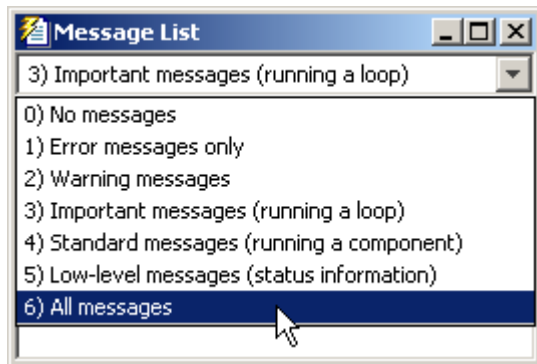 Message List
3) Important messages (running a loop)
0) No messages
1) Error messages only
2) Warning messages
3) Important messages (running a loop)
4) Standard messages (running a component)
5) Low-level messages (status information)
6) All messages